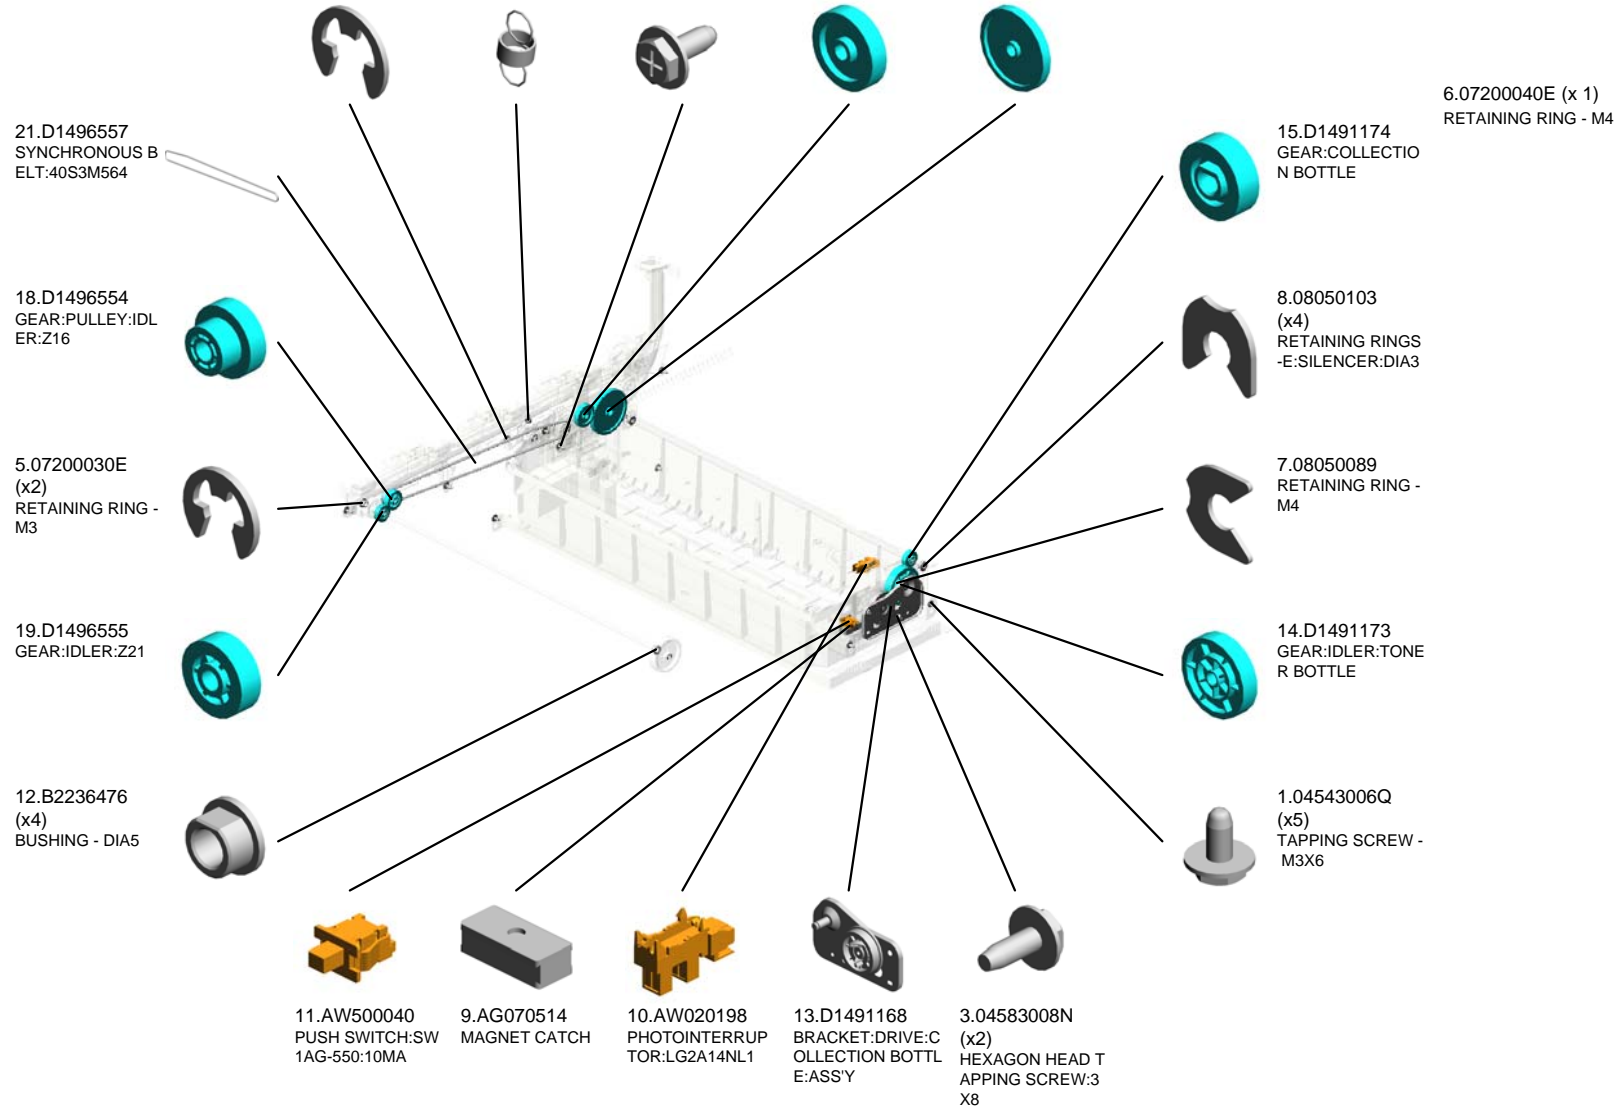 6.07200040E (x 1)
RETAINING RING - M4
21.D1496557
SYNCHRONOUS B
ELT:40S3M564
15.D1491174
GEAR:COLLECTIO
N BOTTLE
18.D1496554
GEAR:PULLEY:IDL
ER:Z16
8.08050103
(x4)
RETAINING RINGS
-E:SILENCER:DIA3
5.07200030E
(x2)
RETAINING RING -
M3
7.08050089
RETAINING RING -
M4
19.D1496555
GEAR:IDLER:Z21
14.D1491173
GEAR:IDLER:TONE
R BOTTLE
12.B2236476
(x4)
BUSHING - DIA5
1.04543006Q
(x5)
TAPPING SCREW -
M3X6
11.AW500040
PUSH SWITCH:SW
1AG-550:10MA
9.AG070514
MAGNET CATCH
10.AW020198
PHOTOINTERRUP
TOR:LG2A14NL1
13.D1491168
BRACKET:DRIVE:C
OLLECTION BOTTL
E:ASS'Y
3.04583008N
(x2)
HEXAGON HEAD T
APPING SCREW:3
X8